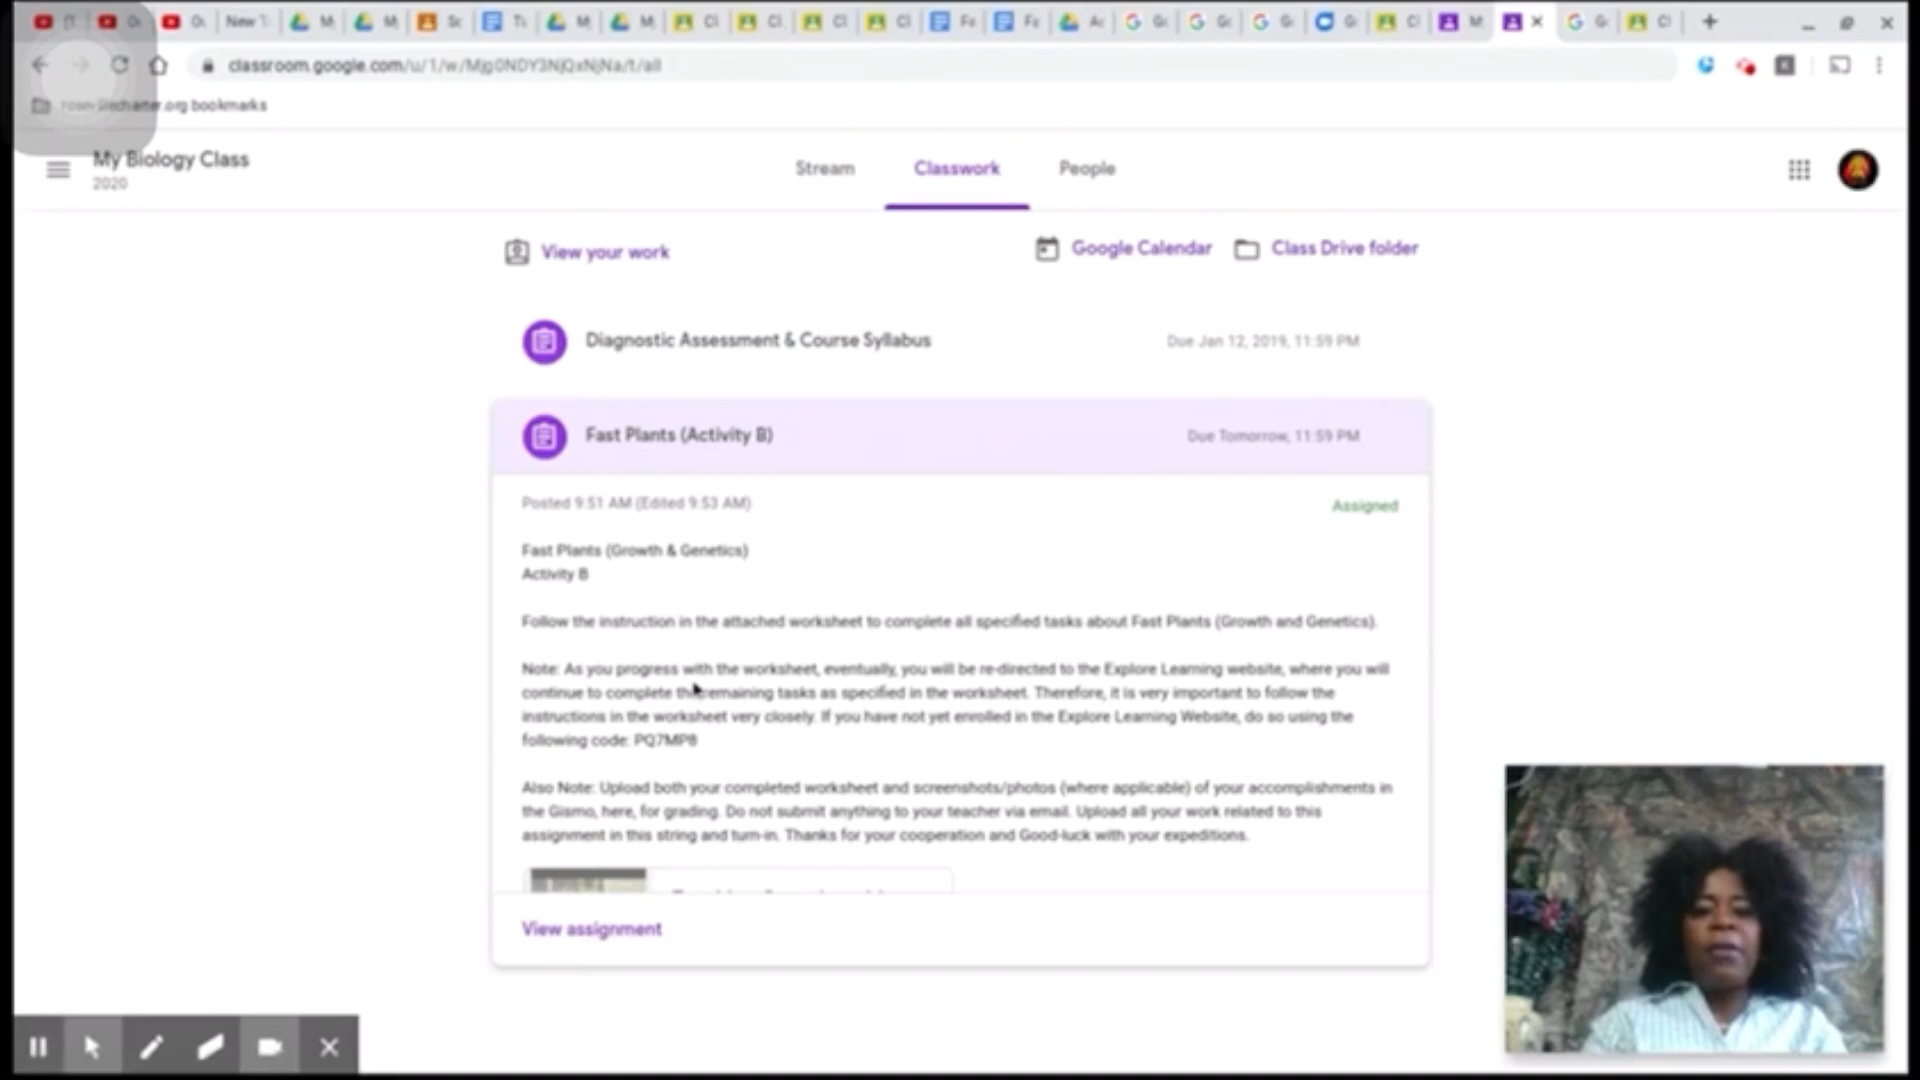 New T
classroom.google.com/u/1/w/Mjg0NDY3NjQxNjNa/t/all
bookmarks
My Biology Class
2020
Stream
Classwork
People
View your work
Google Calendar
Class Drive folder
Diagnostic Assessment & Course Syllabus
Due Jan 12, 2019, 11:59 PM
Fast Plants (Activity B)
Due Tomorrow, 11:59 PM
Posted 9:51 AM (Edited 9:53 AM)
Assigned
Fast Plants (Growth & Genetics)
Activity B
Follow the instruction in the attached worksheet to complete all specified tasks about Fast Plants (Growth and Genetics).
Note: As you progress with the worksheet, eventually, you will be re-directed to the Explore Learning website, where you will
continue to complete the remaining tasks as specified in the worksheet. Therefore, it is very important to follow the
instructions in the worksheet very closely. If you have not yet enrolled in the Explore Learning Website, do so using the
following code: PQ7MP8
Also Note: Upload both your completed worksheet and screenshots/photos (where applicable) of your accomplishments in
the Gismo, here, for grading. Do not submit anything to your teacher via email. Upload all your work related to this
assignment in this string and turn-in. Thanks for your cooperation and Good-luck with your expeditions.
View assignment